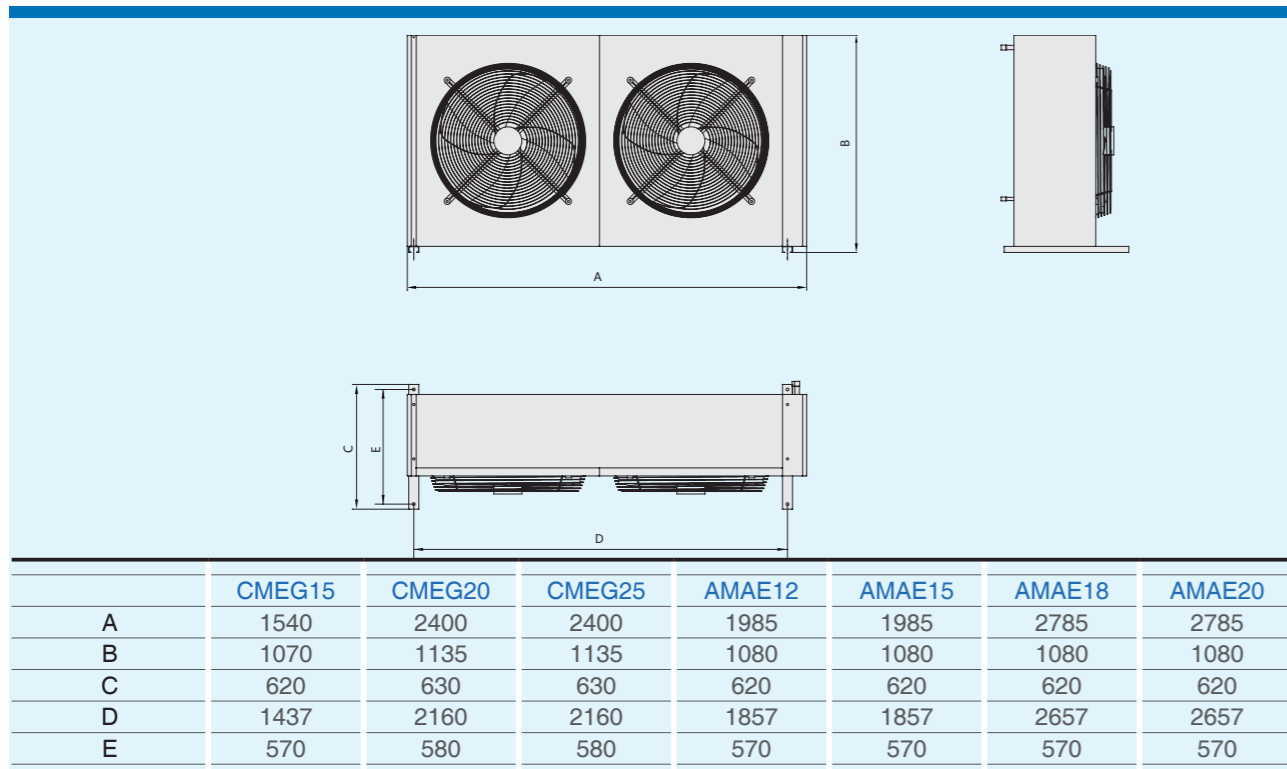 B
A
C
E
D
CMEG15 CMEG20 CMEG25 AMAE12 AMAE15 AMAE18 AMAE20
A 1540 2400 2400 1985 1985 2785 2785
B 1070 1135 1135 1080 1080 1080 1080
C 620 630 630 620 620 620 620
D 1437 2160 2160 1857 1857 2657 2657
E 570 580 580 570 570 570 570